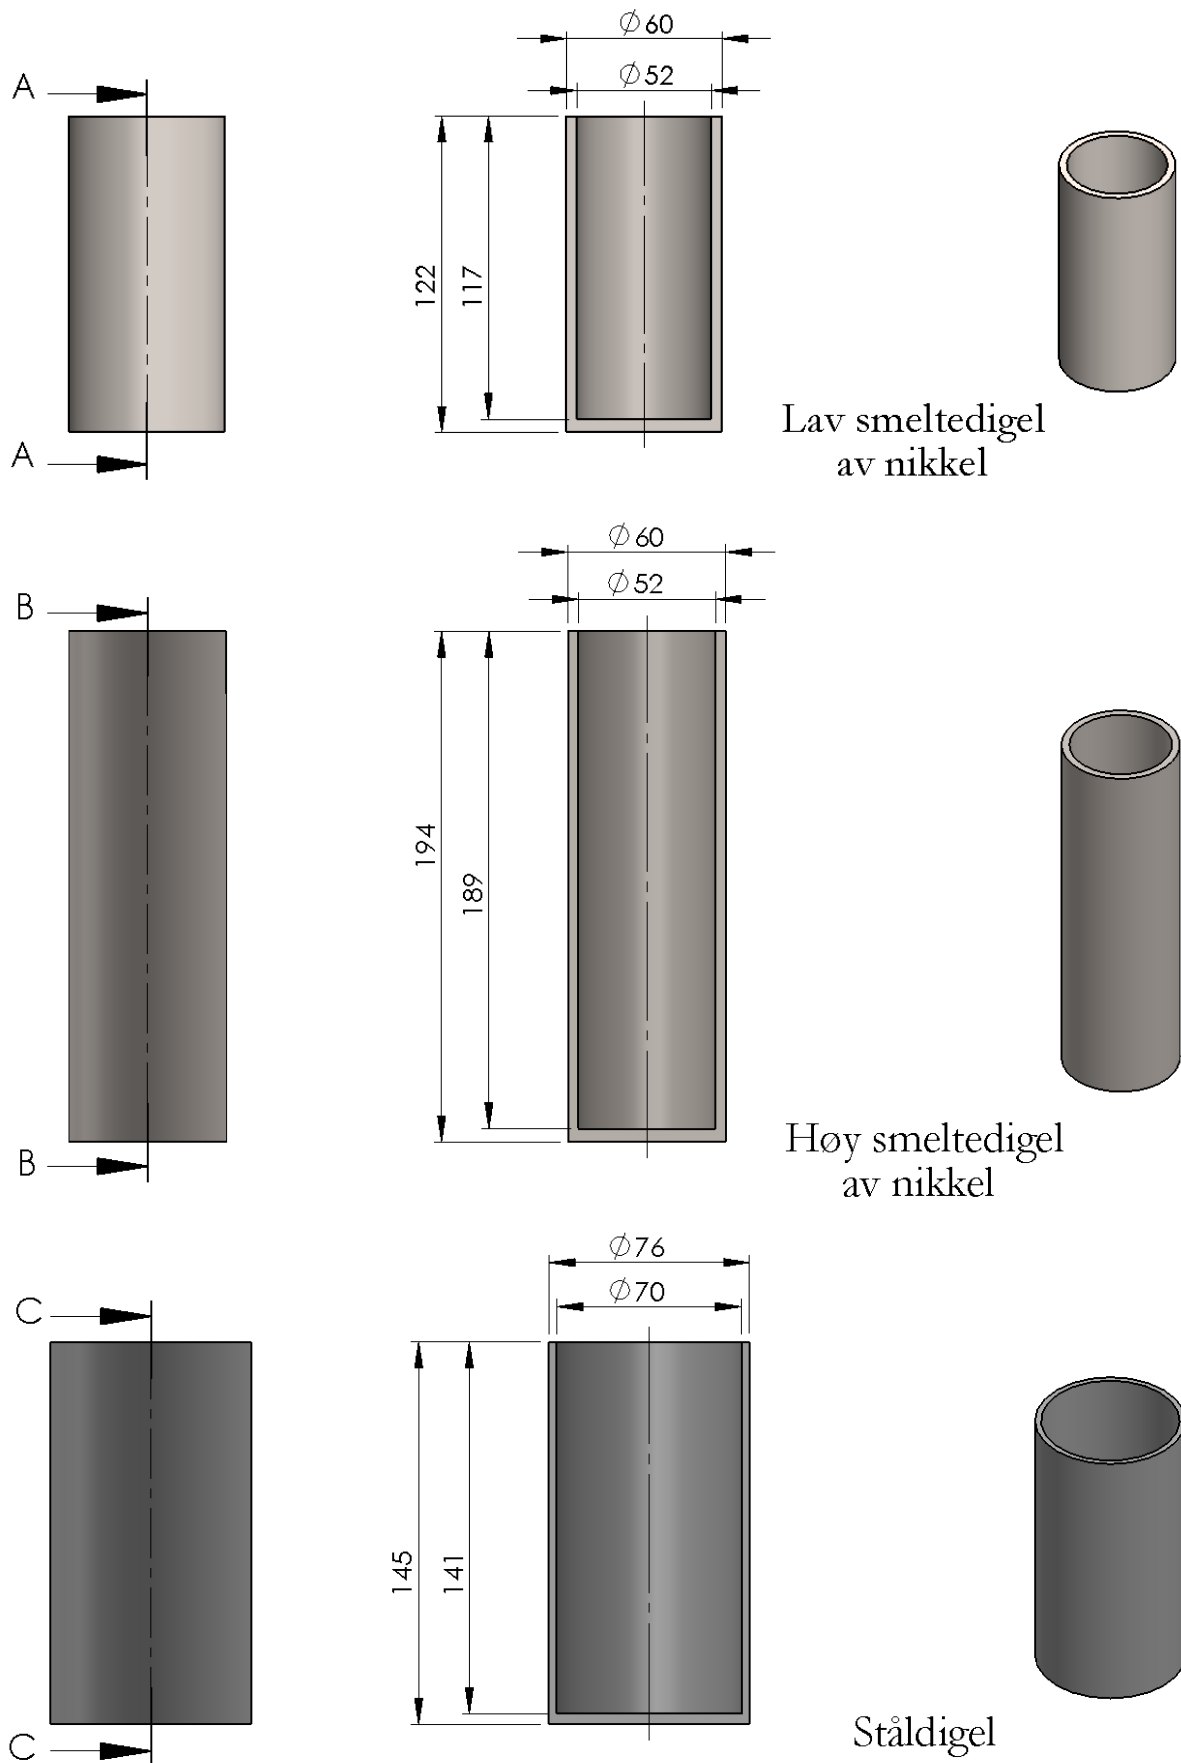 A
A
Ø60
Ø52
122
117
Lav smeltedigel
av nikkel
B
B
Ø60
Ø52
194
189
Høy smeltedigel
av nikkel
C
C
Ø76
Ø70
145
141
Ståldigel